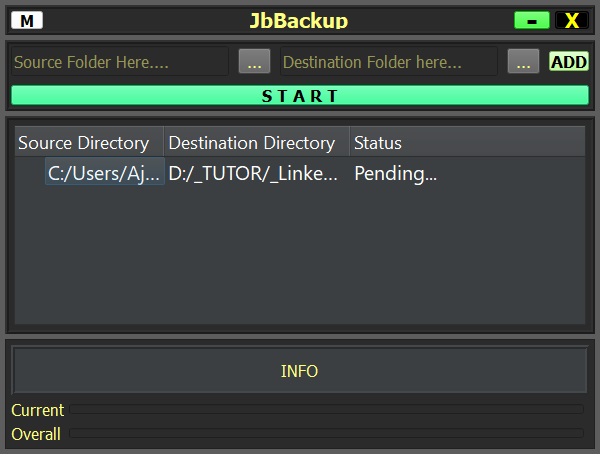 M JbBackup - X
Source Folder Here.... ... Destination Folder here... ... ADD
START
Source Directory Destination Directory Status
C:/Users/Aj... D:/_TUTOR/_Linke... Pending...
INFO
Current
Overall